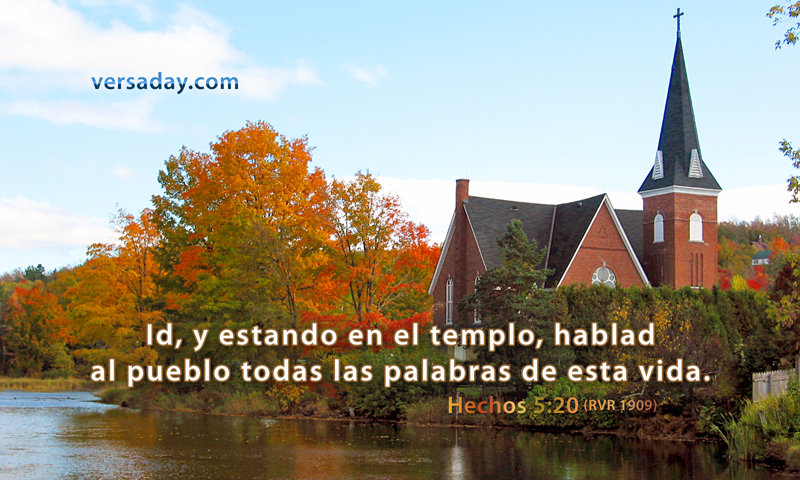 versaday.com
Id, y estando en el templo, hablad
al pueblo todas las palabras de esta vida.
Hechos 5:20 (RVR 1909)